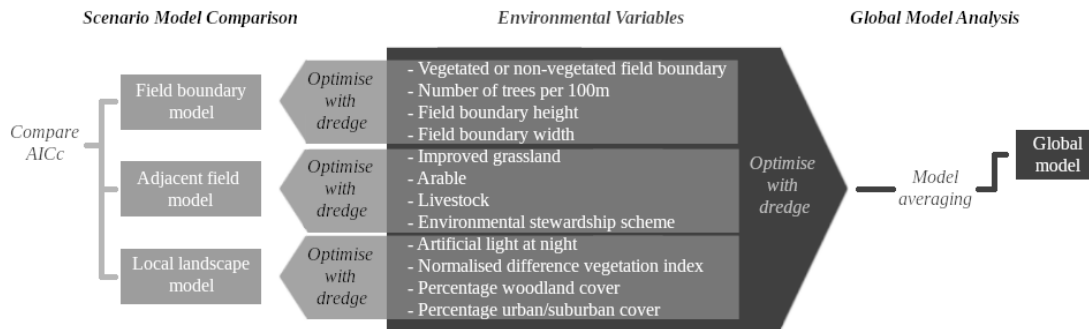 Scenario Model Comparison
Environmental Variables
Global Model Analysis
Compare
AICc
Field boundary
model
Adjacent field
model
Local landscape
model
Optimise
with
dredge
Optimise
with
dredge
Optimise
with
dredge
- Vegetated or non-vegetated field boundary
- Number of trees per 100m
- Field boundary height
- Field boundary width
- Improved grassland
- Arable
- Livestock
- Environmental stewardship scheme
- Artificial light at night
- Normalised difference vegetation index
- Percentage woodland cover
- Percentage urban/suburban cover
Optimise
with
dredge
Model
averaging
Global
model